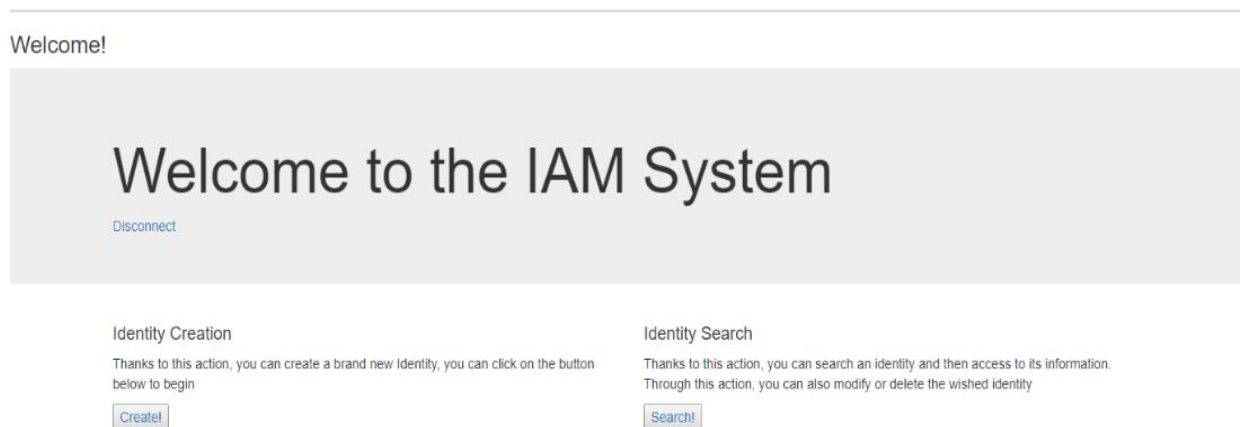 Welcome!
Welcome to the IAM System
Disconnect
Identity Creation
Thanks to this action, you can create a brand new Identity, you can click on the button
below to begin
Create!
Identity Search
Thanks to this action, you can search an identity and then access to its information.
Through this action, you can also modify or delete the wished identity
Search!